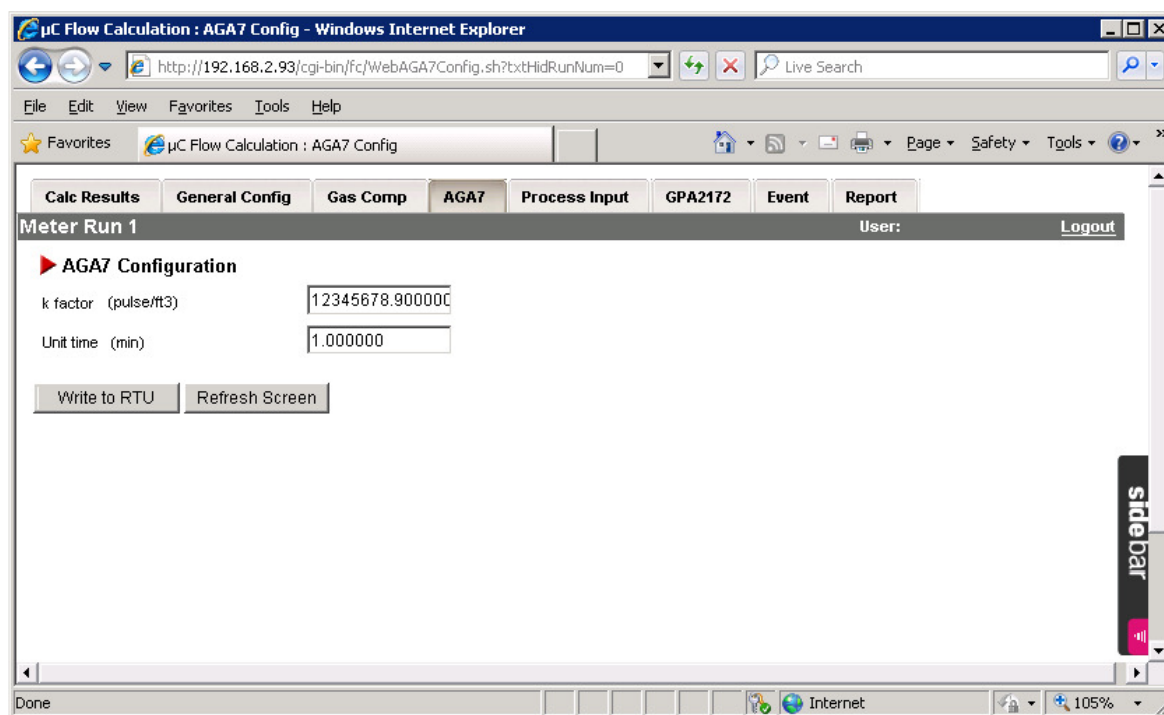 µC Flow Calculation : AGA7 Config - Windows Internet Explorer
http://192.168.2.93/cgi-bin/fc/WebAGA7Config.sh?txtHidRunNum=0
Live Search
File Edit View Favorites Tools Help
Favorites µC Flow Calculation : AGA7 Config Page Safety Tools
Calc Results General Config Gas Comp AGA7 Process Input GPA2172 Event Report
Meter Run 1 User: Logout
AGA7 Configuration
k factor (pulse/ft3) 12345678.900000
Unit time (min) 1.000000
Write to RTU Refresh Screen
sidebar
Done Internet 105%